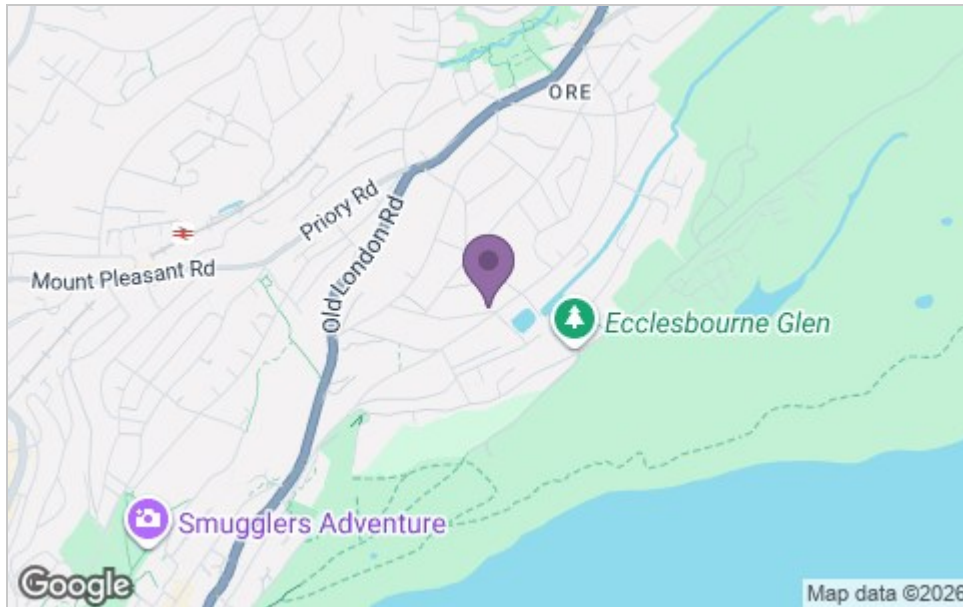 ORE
Priory Rd
Old London Rd
Mount Pleasant Rd
Ecclesbourne Glen
Smugglers Adventure
Google
Map data ©2026